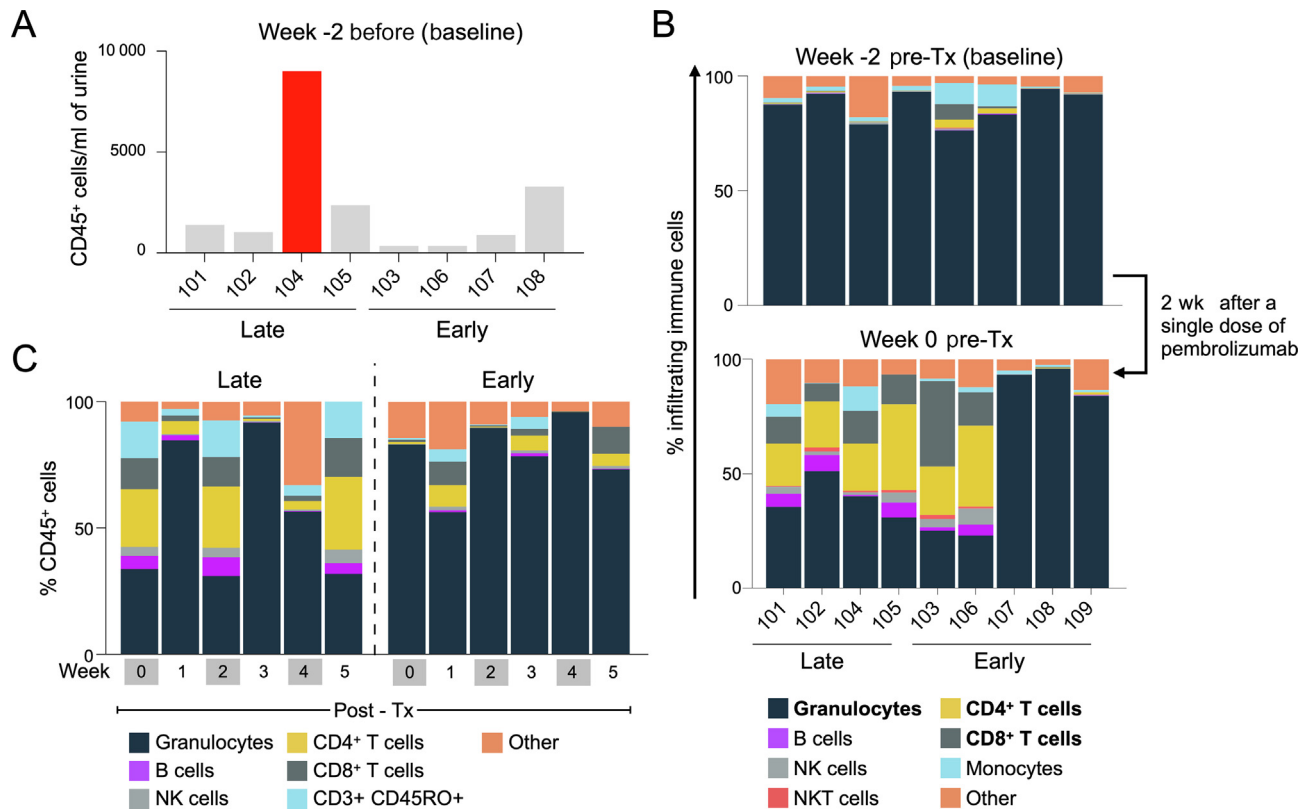 A
Week -2 before (baseline)
10 000
5000
0
CD45⁺ cells/ml of urine
101 102 104 105 103 106 107 108
Late Early
B
Week -2 pre-Tx (baseline)
100
50
0
% infiltrating immune cells
2 wk after a
single dose of
pembrolizumab
Week 0 pre-Tx
100
50
0
101 102 104 105 103 106 107 108 109
Late Early
Granulocytes CD4⁺ T cells
B cells CD8⁺ T cells
NK cells Monocytes
NKT cells Other
C
Late Early
100
50
0
% CD45⁺ cells
Week 0 1 2 3 4 5 0 1 2 3 4 5
Post - Tx
Granulocytes CD4⁺ T cells Other
B cells CD8⁺ T cells
NK cells CD3+ CD45RO+